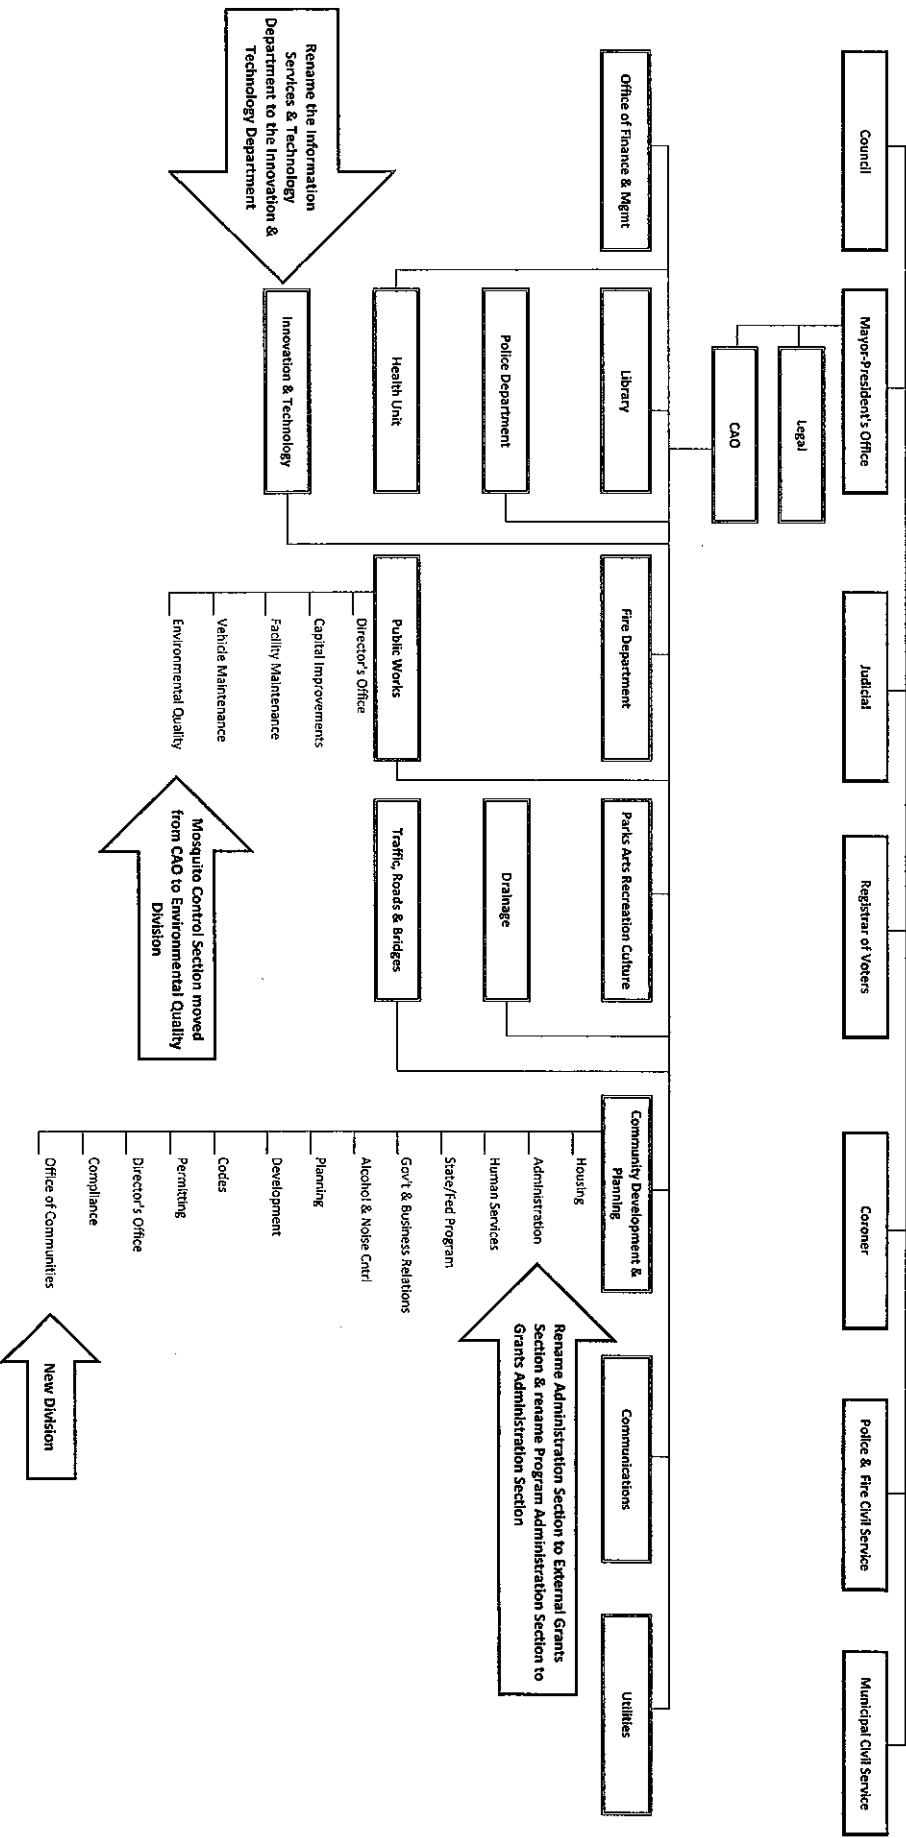 Council
Mayor-President's Office
Judicial
Registrar of Voters
Coroner
Police & Fire Civil Service
Municipal Civil Service
Legal
CAO
Office of Finance & Mgmt
Library
Fire Department
Parks Arts Recreation Culture
Community Development &
Planning
Communications
Utilities
Police Department
Drainage
Health Unit
Public Works
Traffic, Roads & Bridges
Innovation & Technology
Director's Office
Capital Improvements
Facility Maintenance
Vehicle Maintenance
Environmental Quality
Housing
Administration
Human Services
State/Fed Program
Gov't & Business Relations
Alcohol & Noise Cntrl
Planning
Development
Codes
Permitting
Director's Office
Compliance
Office of Communities
Rename the Information
Services & Technology
Department to the Innovation &
Technology Department
Mosquito Control Section moved
from CAO to Environmental Quality
Division
Rename Administration Section to External Grants
Section & rename Program Administration Section to
Grants Administration Section
New Division